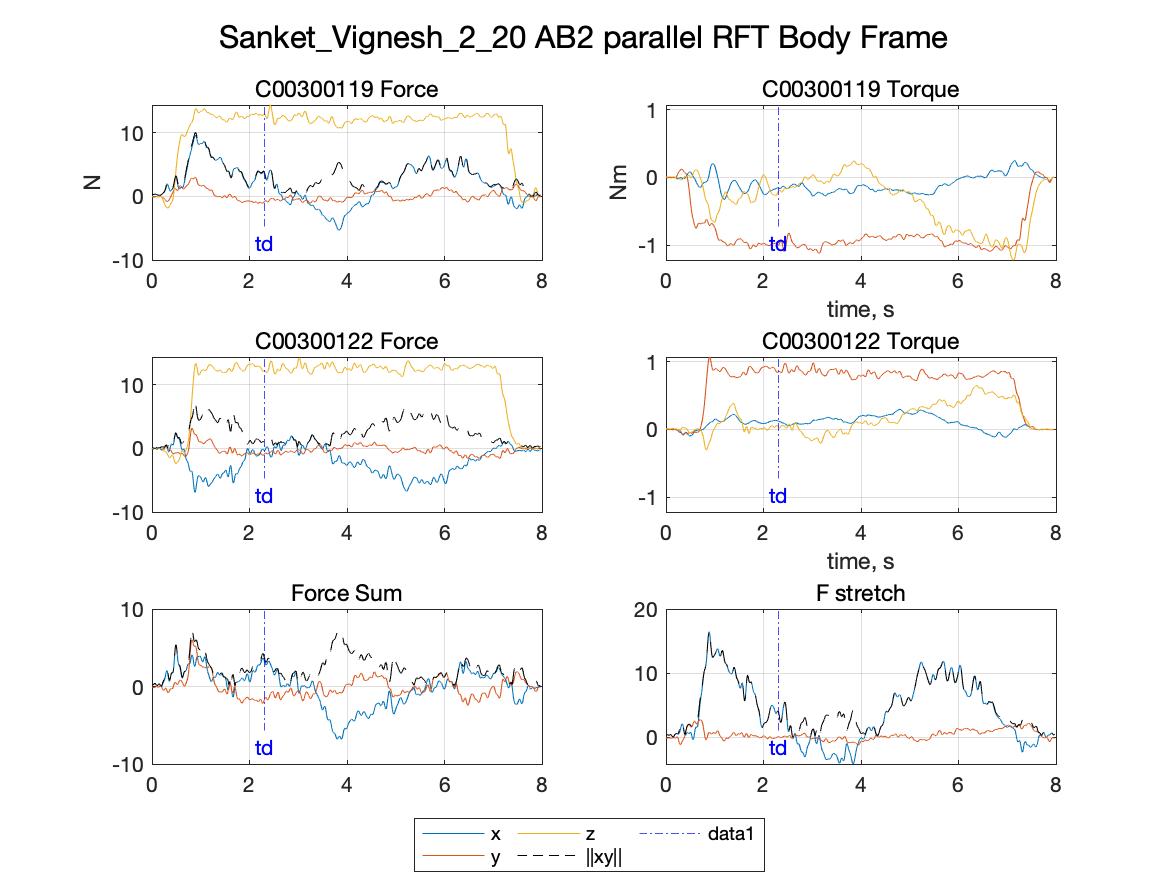 Sanket_Vignesh_2_20 AB2 parallel RFT Body Frame
C00300119 Force
N
10
0
-10
td
0 2 4 6 8
C00300119 Torque
Nm
1
0
-1
td
0 2 4 6 8
time, s
C00300122 Force
10
0
-10
td
0 2 4 6 8
C00300122 Torque
1
0
-1
td
0 2 4 6 8
time, s
Force Sum
10
0
-10
td
0 2 4 6 8
F stretch
20
10
0
td
0 2 4 6 8
x z data1
y ||xy||